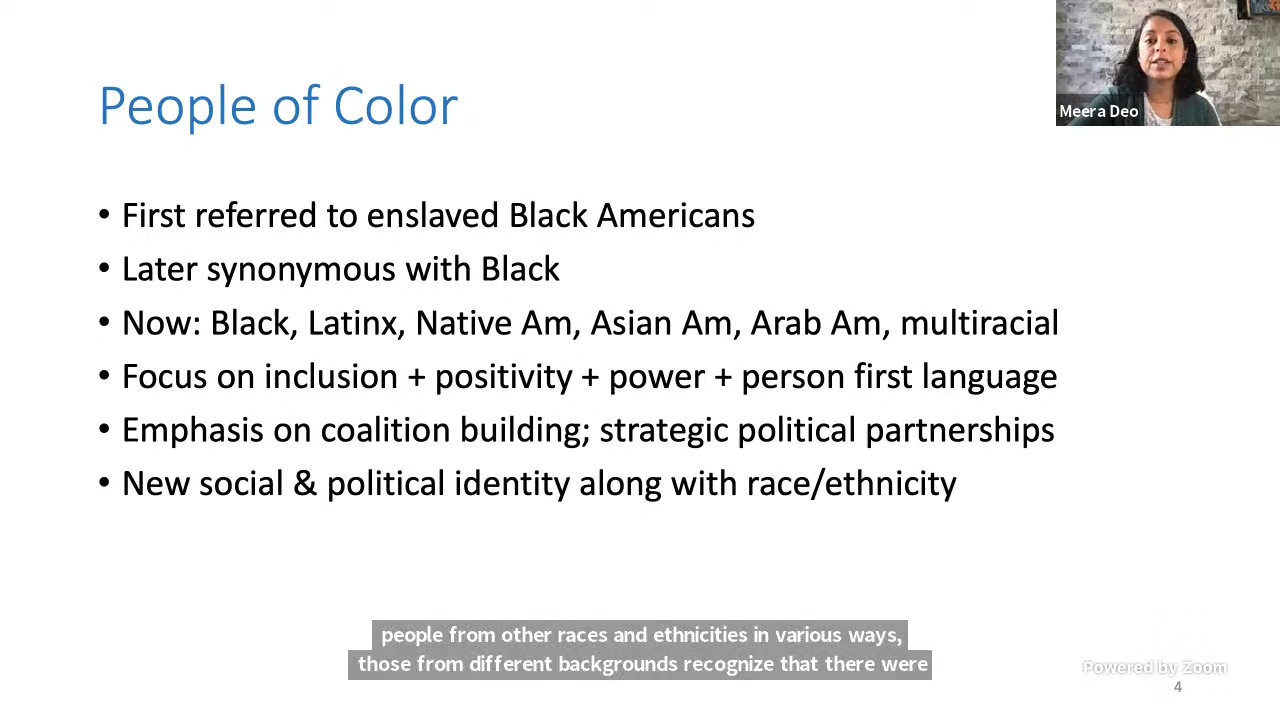 People of Color
Meera Deo
• First referred to enslaved Black Americans
• Later synonymous with Black
• Now: Black, Latinx, Native Am, Asian Am, Arab Am, multiracial
• Focus on inclusion + positivity + power + person first language
• Emphasis on coalition building; strategic political partnerships
• New social & political identity along with race/ethnicity
people from other races and ethnicities in various ways,
those from different backgrounds recognize that there were
Powered by Zoom
4